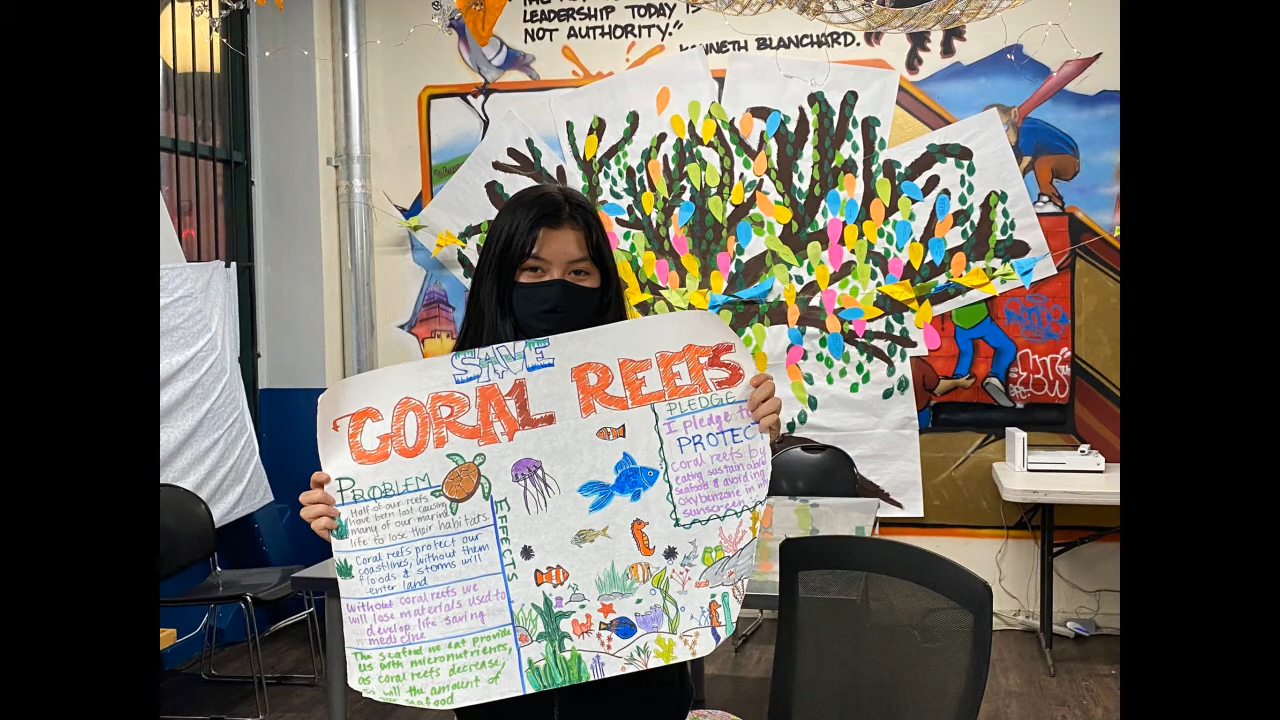 LEADERSHIP TODAY IS
NOT AUTHORITY."
KENNETH BLANCHARD.
SAVE
CORAL REEFS
PLEDGE
I pledge to
PROTECT
coral reefs by
eating sustainable
seafood & avoiding
oxybenzone in my
sunscreen
PROBLEM
Half of our reefs
have been lost causing
many of our marine
life to lose their habitats.
EFFECTS
Coral reefs protect our
coastlines, without them
floods & storms will
enter land
Without coral reefs we
will lose materials used to
develop life saving
medicine
The seafood we eat provide
us with micronutrients,
as coral reefs decrease,
so will the amount of
our seafood